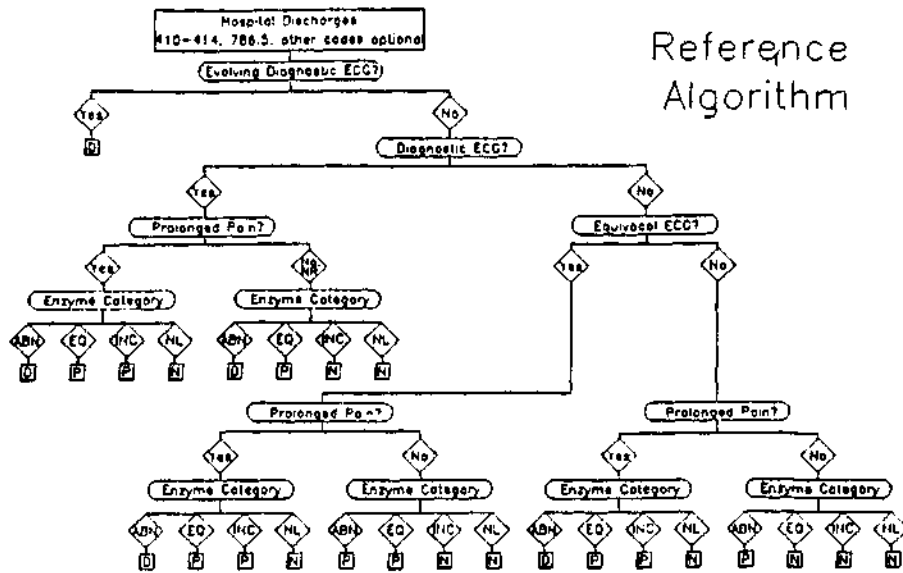 Hospital Discharges
410-414, 786.5, other codes optional
Reference
Algorithm
Evolving Diagnostic ECG?
Yes No
D
Diagnostic ECG?
Yes No
Prolonged Pain? Equivocal ECG?
Yes No NR Yes No
Enzyme Category Enzyme Category
ABN EQ INC NL ABN EQ INC NL
D P P N D P N N
Prolonged Pain? Prolonged Pain?
Yes No Yes No
Enzyme Category Enzyme Category Enzyme Category Enzyme Category
ABN EQ INC NL ABN EQ INC NL ABN EQ INC NL ABN EQ INC NL
D P P N P P N N D P P N P N N N